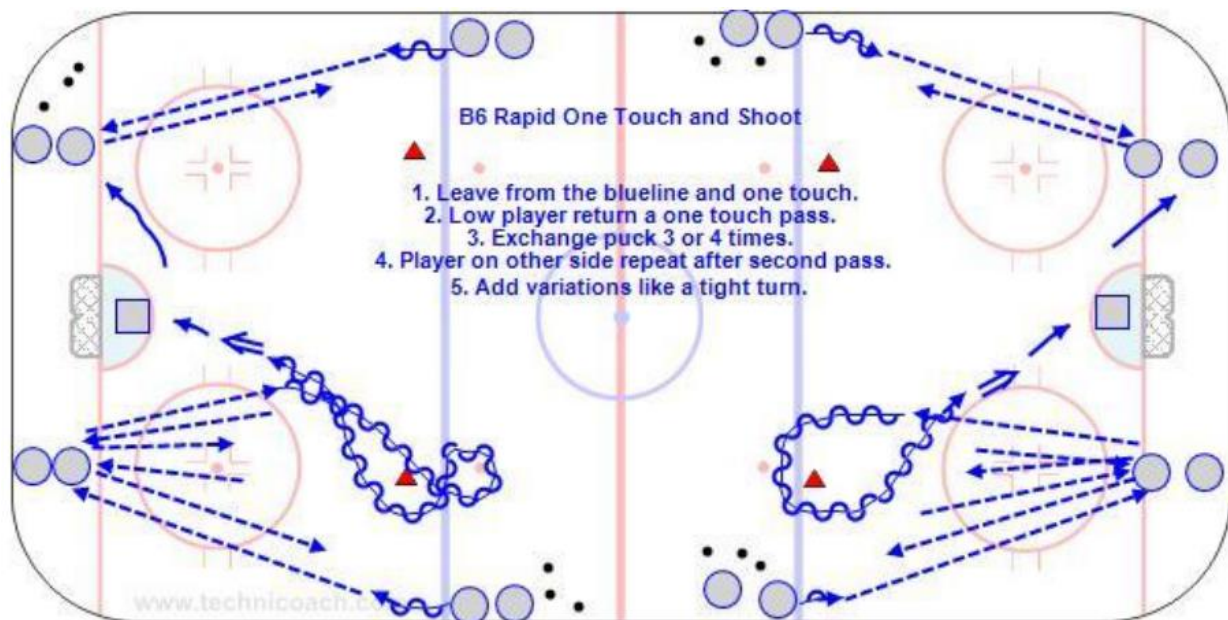 B6 Rapid One Touch and Shoot
1. Leave from the blueline and one touch.
2. Low player return a one touch pass.
3. Exchange puck 3 or 4 times.
4. Player on other side repeat after second pass.
5. Add variations like a tight turn.
www.technicoach.c